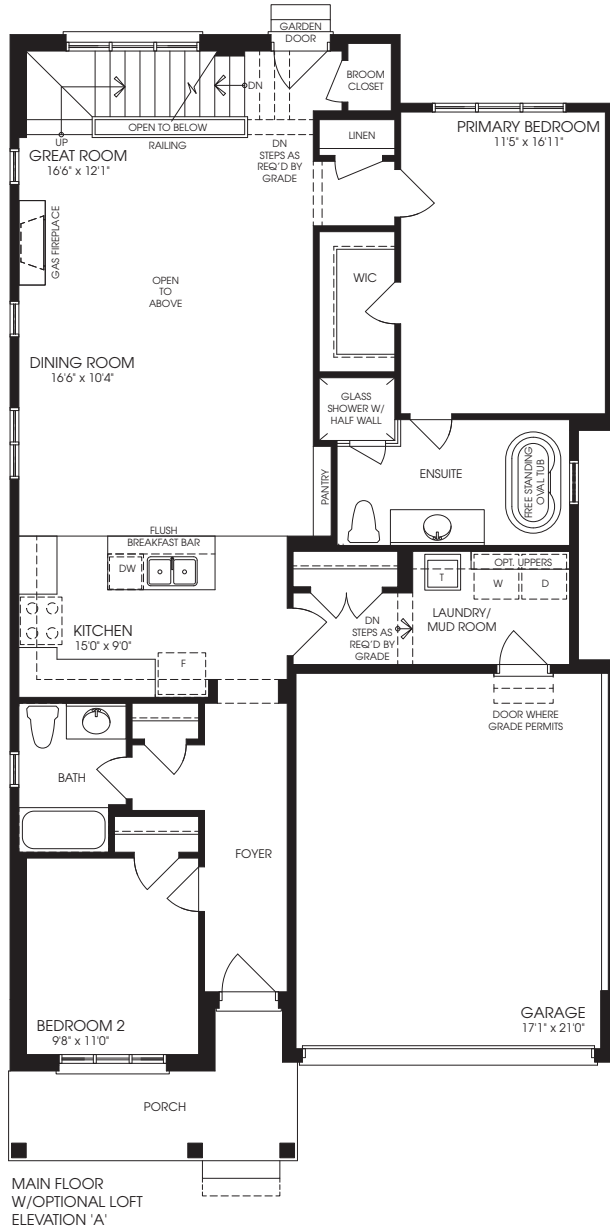 GARDEN
DOOR
BROOM
CLOSET
DN
UP
OPEN TO BELOW
RAILING
LINEN
PRIMARY BEDROOM
11'5" x 16'11"
GREAT ROOM
16'6" x 12'1"
DN
STEPS AS
REQ'D BY
GRADE
GAS FIREPLACE
OPEN
TO
ABOVE
WIC
DINING ROOM
16'6" x 10'4"
GLASS
SHOWER W/
HALF WALL
PANTRY
ENSUITE
FREE STANDING
OVAL TUB
FLUSH
BREAKFAST BAR
DW
T
OPT. UPPERS
W
D
KITCHEN
15'0" x 9'0"
F
DN
STEPS AS
REQ'D BY
GRADE
LAUNDRY/
MUD ROOM
DOOR WHERE
GRADE PERMITS
BATH
FOYER
BEDROOM 2
9'8" x 11'0"
GARAGE
17'1" x 21'0"
PORCH
MAIN FLOOR
W/OPTIONAL LOFT
ELEVATION 'A'